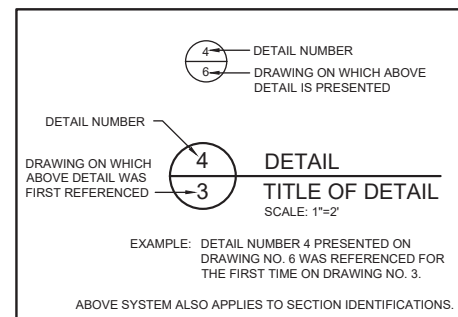 4
DETAIL NUMBER
6
DRAWING ON WHICH ABOVE
DETAIL IS PRESENTED
DETAIL NUMBER
4
DETAIL
DRAWING ON WHICH
ABOVE DETAIL WAS
FIRST REFERENCED
3
TITLE OF DETAIL
SCALE: 1"=2'
EXAMPLE: DETAIL NUMBER 4 PRESENTED ON
DRAWING NO. 6 WAS REFERENCED FOR
THE FIRST TIME ON DRAWING NO. 3.
ABOVE SYSTEM ALSO APPLIES TO SECTION IDENTIFICATIONS.